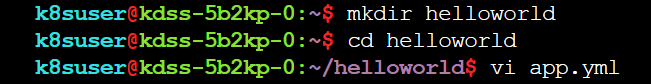 k8suser@kdss-5b2kp-0:~$ mkdir helloworld
k8suser@kdss-5b2kp-0:~$ cd helloworld
k8suser@kdss-5b2kp-0:~/helloworld$ vi app.yml